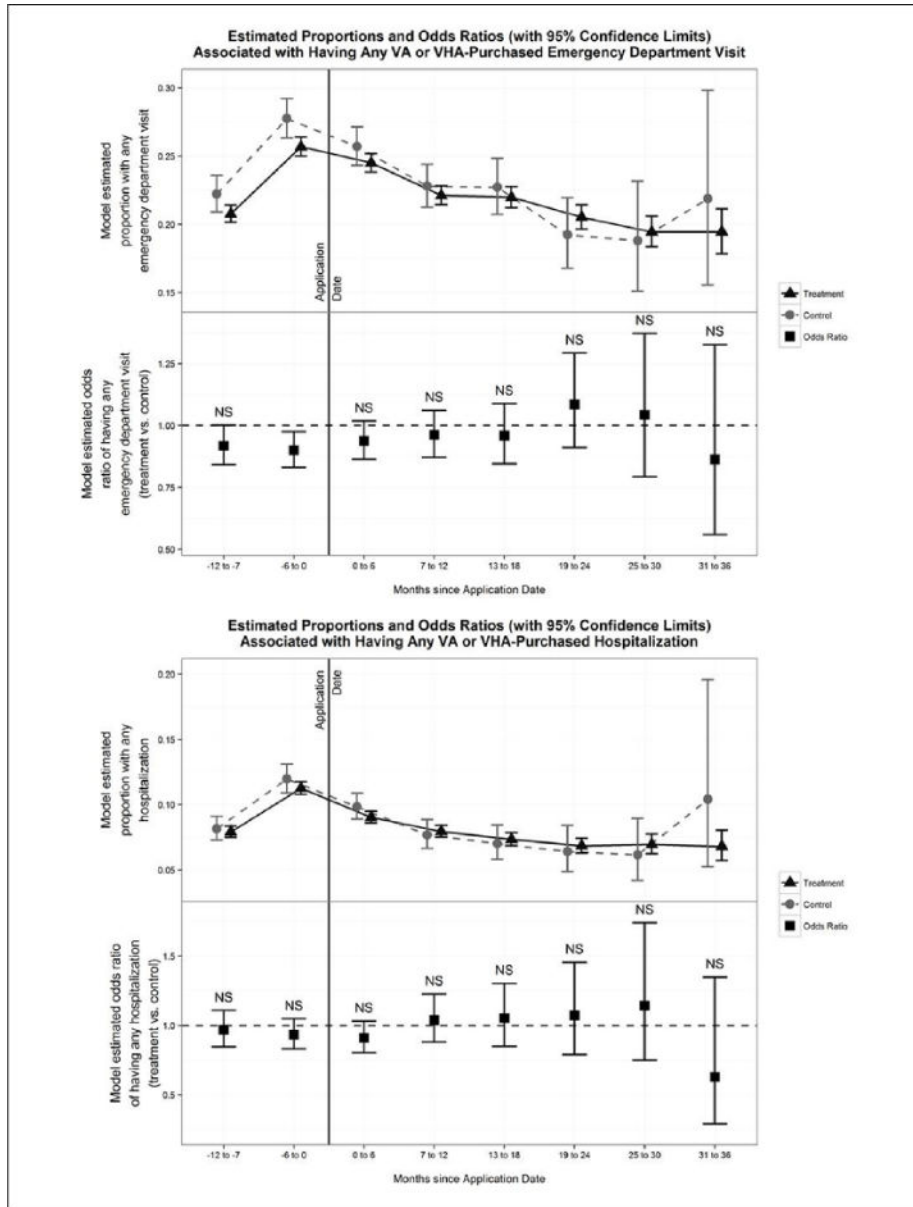 Estimated Proportions and Odds Ratios (with 95% Confidence Limits)
Associated with Having Any VA or VHA-Purchased Emergency Department Visit
Model estimated
proportion with any
emergency department visit
0.30
0.25
0.20
0.15
Application
Date
Model estimated odds
ratio of having any
emergency department visit
(treatment vs. control)
1.25
1.00
0.75
0.50
NS
NS
NS
NS
NS
NS
NS
Treatment
Control
Odds Ratio
-12 to -7
-6 to 0
0 to 6
7 to 12
13 to 18
19 to 24
25 to 30
31 to 36
Months since Application Date
Estimated Proportions and Odds Ratios (with 95% Confidence Limits)
Associated with Having Any VA or VHA-Purchased Hospitalization
Model estimated
proportion with any
hospitalization
0.20
0.15
0.10
0.05
Application
Date
Model estimated odds ratio
of having any hospitalization
(treatment vs. control)
1.5
1.0
0.5
NS
NS
NS
NS
NS
NS
NS
NS
Treatment
Control
Odds Ratio
-12 to -7
-6 to 0
0 to 6
7 to 12
13 to 18
19 to 24
25 to 30
31 to 36
Months since Application Date